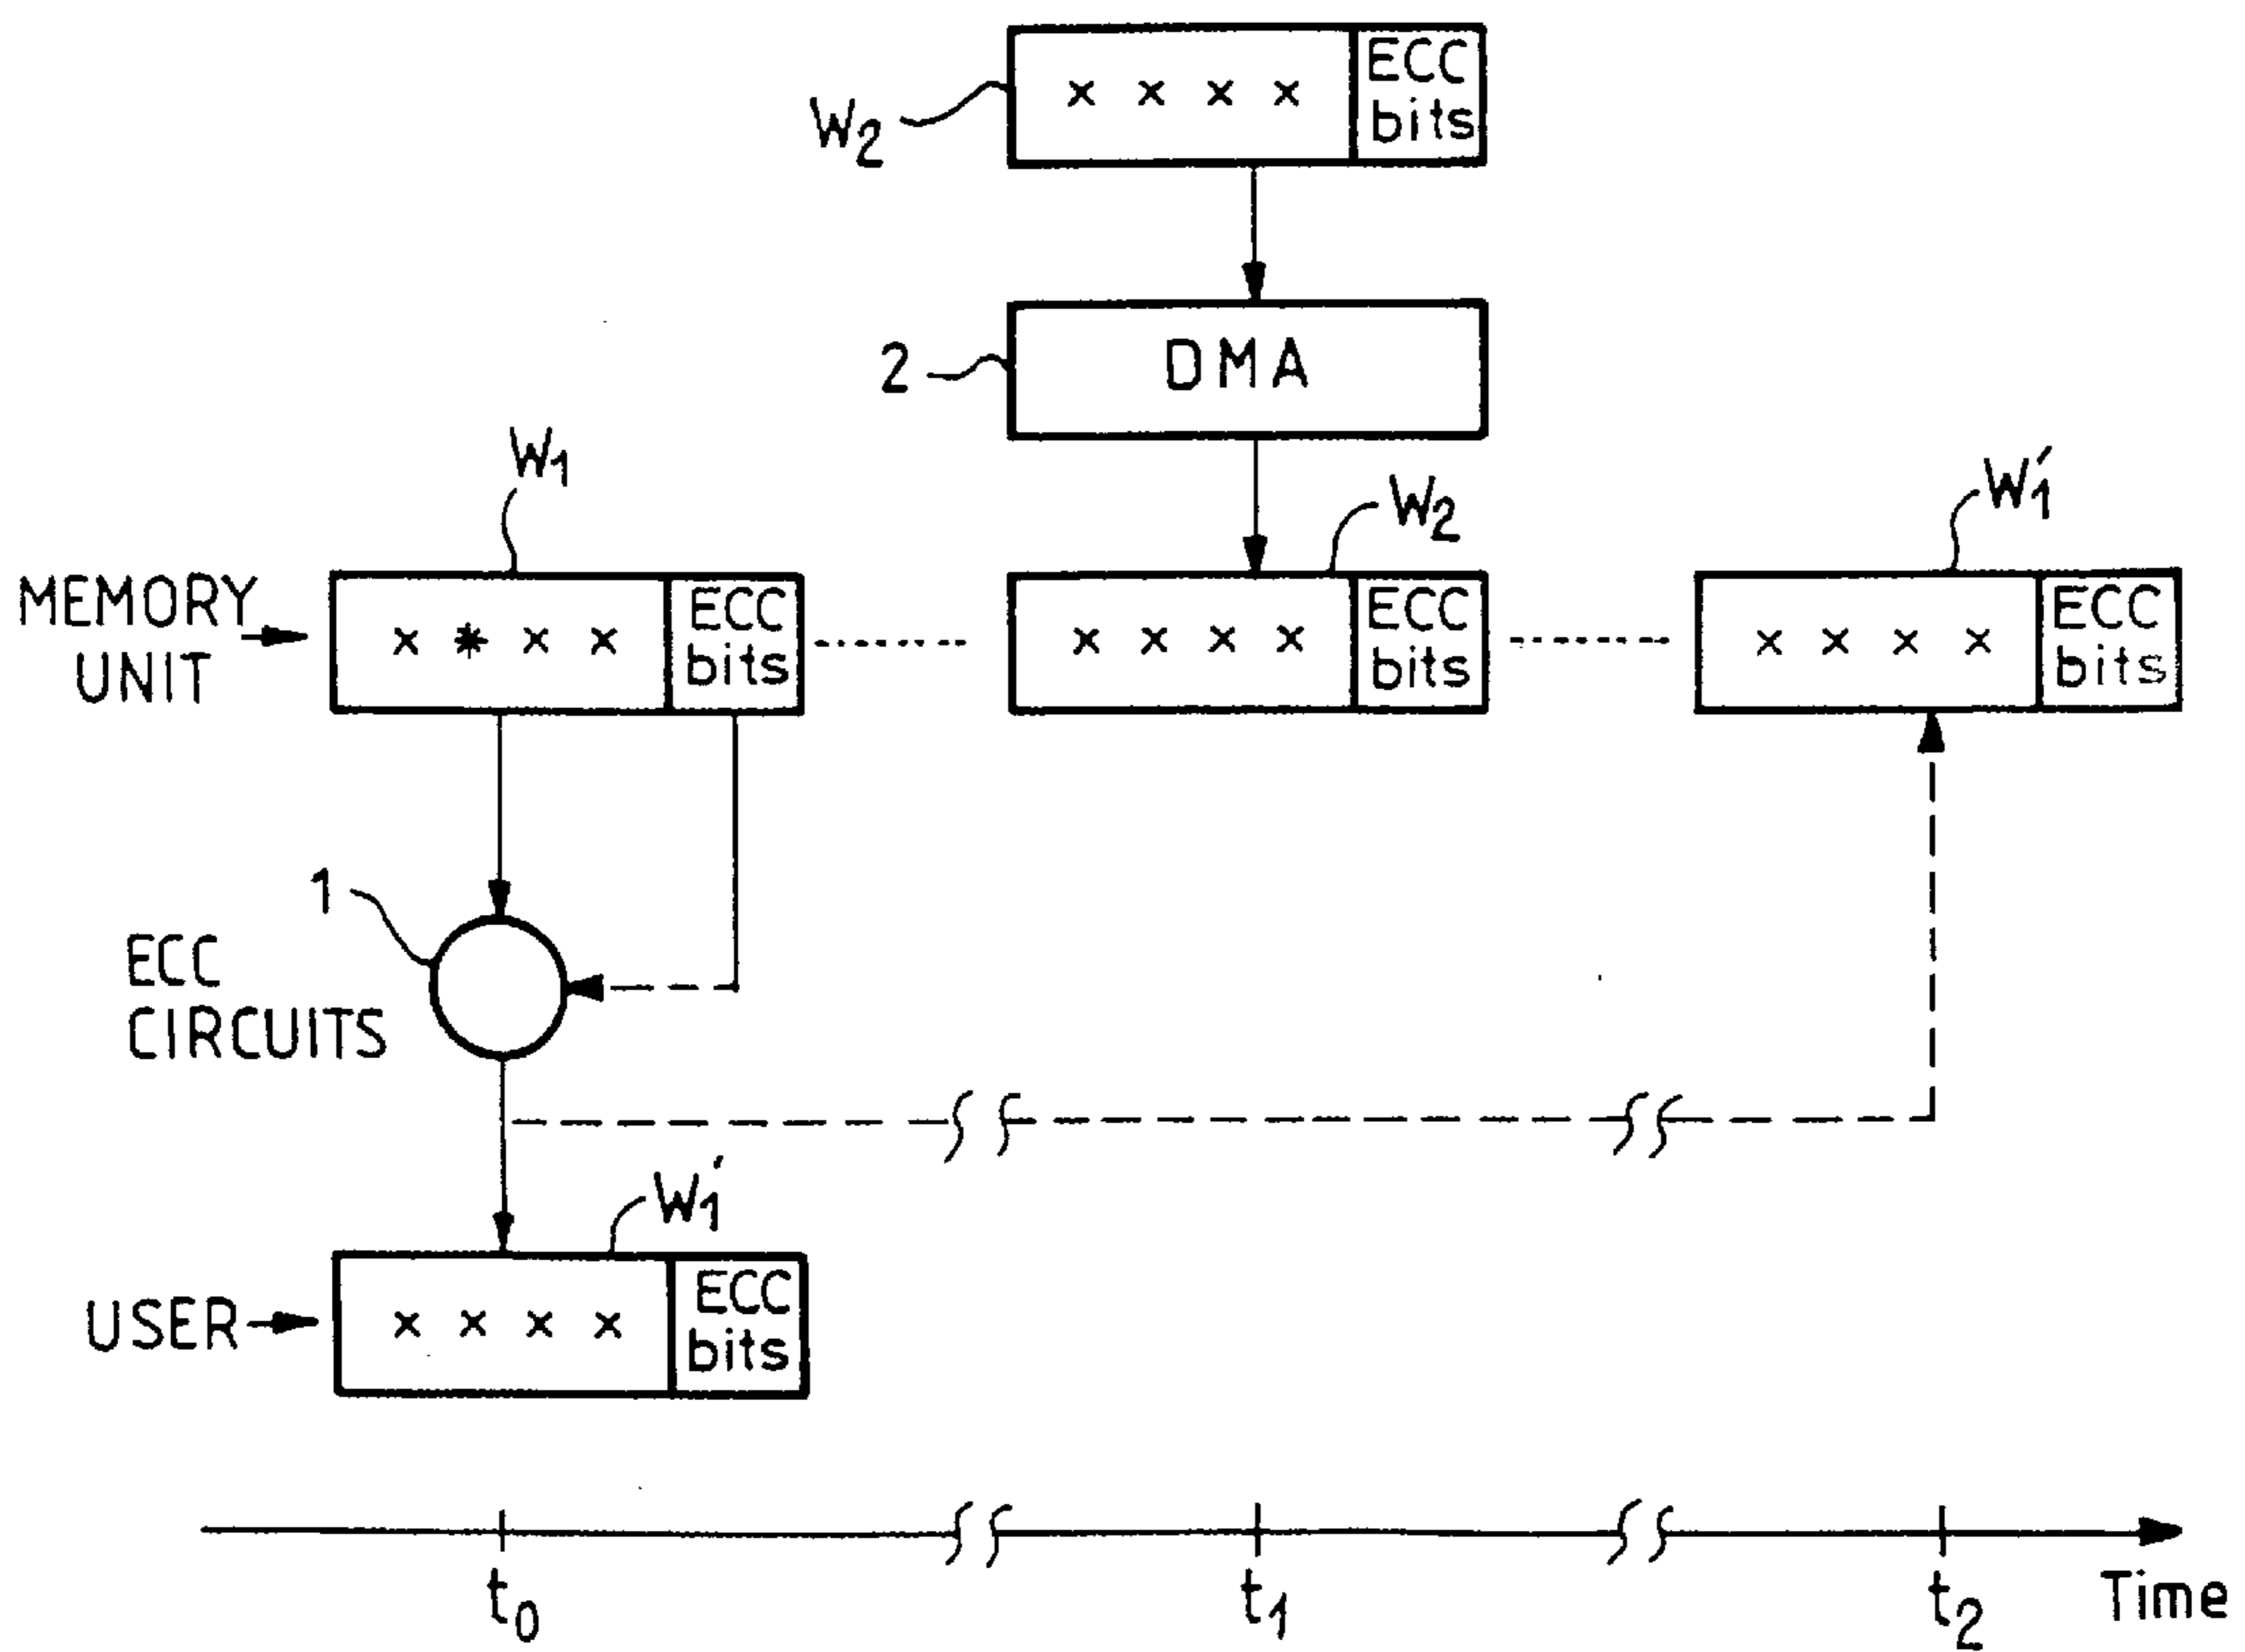 W2
x x x x
ECC
bits
2
DMA
W1
W2
W1'
MEMORY
UNIT
x * x x
ECC
bits
x x x x
ECC
bits
x x x x
ECC
bits
1
ECC
CIRCUITS
W1'
USER
x x x x
ECC
bits
t0
t1
t2
Time